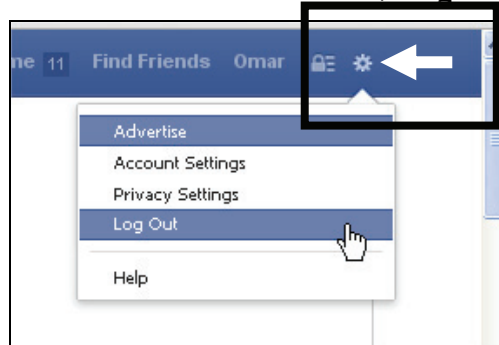 me 11 Find Friends Omar
Advertise
Account Settings
Privacy Settings
Log Out
Help